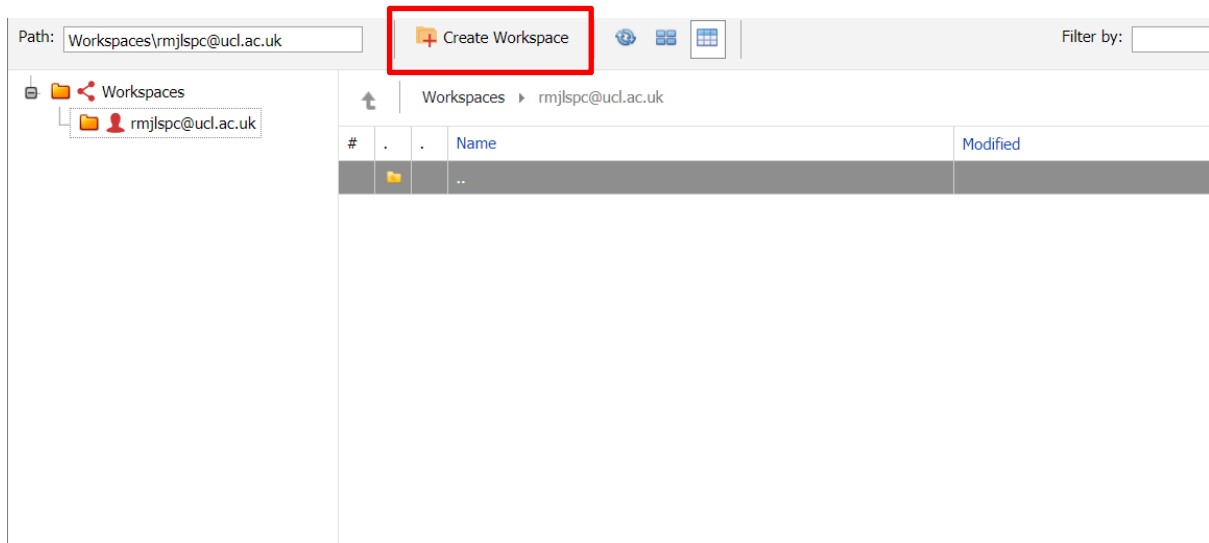 Path: Workspaces\rmjlspc@ucl.ac.uk Create Workspace Filter by:
Workspaces
rmjlspc@ucl.ac.uk
Workspaces rmjlspc@ucl.ac.uk
# . . Name Modified
..